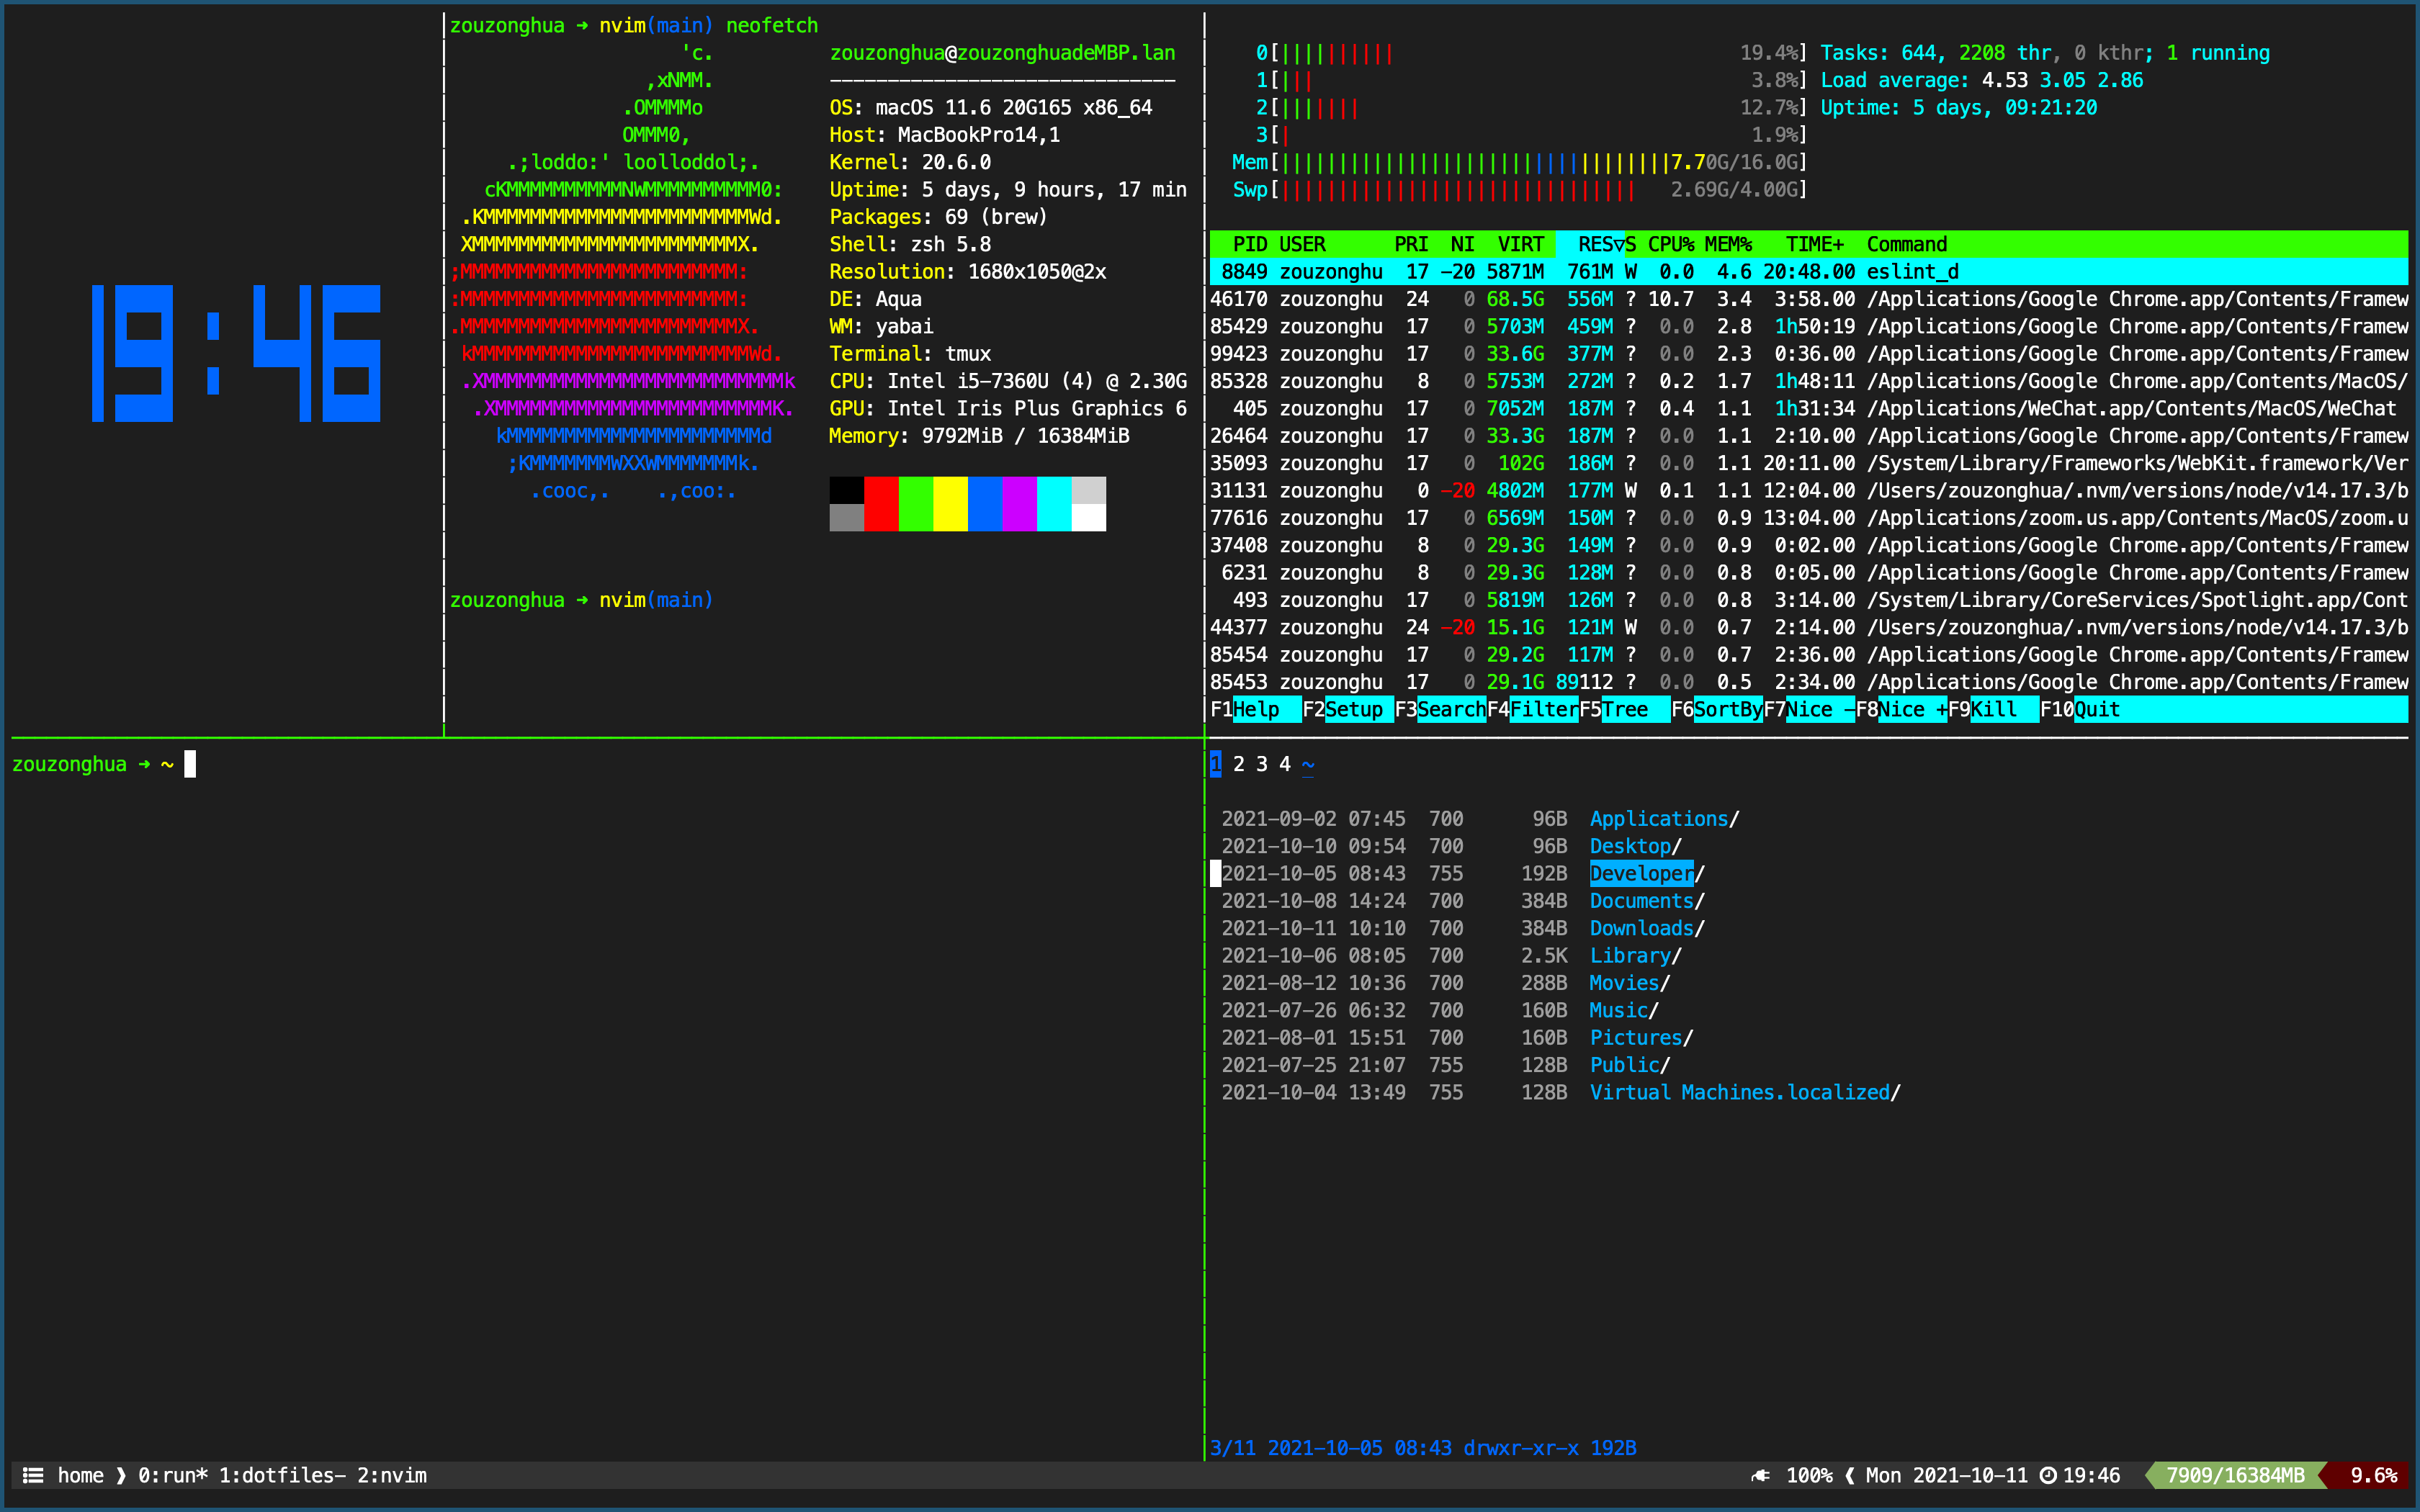 19:46
zouzonghua ➜ nvim(main) neofetch
'c.
,xNMM.
.OMMMMo
OMMM0,
.;loddo:' loolloddol;.
cKMMMMMMMMMMNWMMMMMMMMMM0:
.KMMMMMMMMMMMMMMMMMMMMMMMWd.
XMMMMMMMMMMMMMMMMMMMMMMMX.
;MMMMMMMMMMMMMMMMMMMMMMMM:
:MMMMMMMMMMMMMMMMMMMMMMMM:
.MMMMMMMMMMMMMMMMMMMMMMMMX.
kMMMMMMMMMMMMMMMMMMMMMMMMWd.
.XMMMMMMMMMMMMMMMMMMMMMMMMMMk
.XMMMMMMMMMMMMMMMMMMMMMMMMK.
kMMMMMMMMMMMMMMMMMMMMMMd
;KMMMMMMMWXXWMMMMMMMk.
.cooc,. .,coo:.
zouzonghua@zouzonghuadeMBP.lan
------------------------------
OS: macOS 11.6 20G165 x86_64
Host: MacBookPro14,1
Kernel: 20.6.0
Uptime: 5 days, 9 hours, 17 min
Packages: 69 (brew)
Shell: zsh 5.8
Resolution: 1680x1050@2x
DE: Aqua
WM: yabai
Terminal: tmux
CPU: Intel i5-7360U (4) @ 2.30G
GPU: Intel Iris Plus Graphics 6
Memory: 9792MiB / 16384MiB
zouzonghua ➜ nvim(main)
0[|||||||||| 19.4%] Tasks: 644, 2208 thr, 0 kthr; 1 running
1[||| 3.8%] Load average: 4.53 3.05 2.86
2[||||||| 12.7%] Uptime: 5 days, 09:21:20
3[| 1.9%]
Mem[||||||||||||||||||||||||||||||||||7.70G/16.0G]
Swp[||||||||||||||||||||||||||||||| 2.69G/4.00G]
PID USER PRI NI VIRT RES▽S CPU% MEM% TIME+ Command
8849 zouzonghu 17 -20 5871M 761M W 0.0 4.6 20:48.00 eslint_d
46170 zouzonghu 24 0 68.5G 556M ? 10.7 3.4 3:58.00 /Applications/Google Chrome.app/Contents/Framew
85429 zouzonghu 17 0 5703M 459M ? 0.0 2.8 1h50:19 /Applications/Google Chrome.app/Contents/Framew
99423 zouzonghu 17 0 33.6G 377M ? 0.0 2.3 0:36.00 /Applications/Google Chrome.app/Contents/Framew
85328 zouzonghu 8 0 5753M 272M ? 0.2 1.7 1h48:11 /Applications/Google Chrome.app/Contents/MacOS/
405 zouzonghu 17 0 7052M 187M ? 0.4 1.1 1h31:34 /Applications/WeChat.app/Contents/MacOS/WeChat
26464 zouzonghu 17 0 33.3G 187M ? 0.0 1.1 2:10.00 /Applications/Google Chrome.app/Contents/Framew
35093 zouzonghu 17 0 102G 186M ? 0.0 1.1 20:11.00 /System/Library/Frameworks/WebKit.framework/Ver
31131 zouzonghu 0 -20 4802M 177M W 0.1 1.1 12:04.00 /Users/zouzonghua/.nvm/versions/node/v14.17.3/b
77616 zouzonghu 17 0 6569M 150M ? 0.0 0.9 13:04.00 /Applications/zoom.us.app/Contents/MacOS/zoom.u
37408 zouzonghu 8 0 29.3G 149M ? 0.0 0.9 0:02.00 /Applications/Google Chrome.app/Contents/Framew
6231 zouzonghu 8 0 29.3G 128M ? 0.0 0.8 0:05.00 /Applications/Google Chrome.app/Contents/Framew
493 zouzonghu 17 0 5819M 126M ? 0.0 0.8 3:14.00 /System/Library/CoreServices/Spotlight.app/Cont
44377 zouzonghu 24 -20 15.1G 121M W 0.0 0.7 2:14.00 /Users/zouzonghua/.nvm/versions/node/v14.17.3/b
85454 zouzonghu 17 0 29.2G 117M ? 0.0 0.7 2:36.00 /Applications/Google Chrome.app/Contents/Framew
85453 zouzonghu 17 0 29.1G 89112 ? 0.0 0.5 2:34.00 /Applications/Google Chrome.app/Contents/Framew
F1Help F2Setup F3SearchF4FilterF5Tree F6SortByF7Nice -F8Nice +F9Kill F10Quit
zouzonghua ➜ ~
1 2 3 4 ~
2021-09-02 07:45 700 96B Applications/
2021-10-10 09:54 700 96B Desktop/
2021-10-05 08:43 755 192B Developer/
2021-10-08 14:24 700 384B Documents/
2021-10-11 10:10 700 384B Downloads/
2021-10-06 08:05 700 2.5K Library/
2021-08-12 10:36 700 288B Movies/
2021-07-26 06:32 700 160B Music/
2021-08-01 15:51 700 160B Pictures/
2021-07-25 21:07 755 128B Public/
2021-10-04 13:49 755 128B Virtual Machines.localized/
3/11 2021-10-05 08:43 drwxr-xr-x 192B
home ❱ 0:run* 1:dotfiles- 2:nvim
100% ❰ Mon 2021-10-11 19:46 7909/16384MB 9.6%